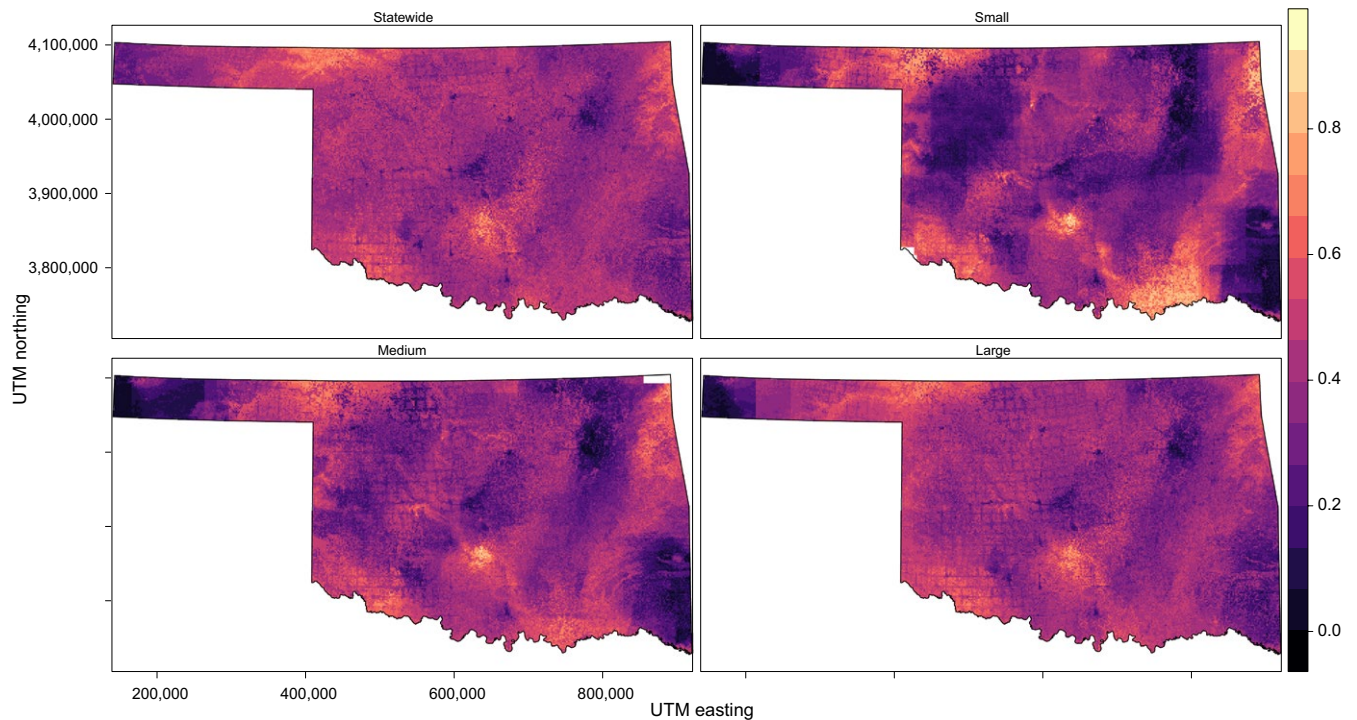 Statewide
Small
4,100,000
4,000,000
3,900,000
3,800,000
0.8
0.6
0.4
0.2
0.0
UTM northing
Medium
Large
200,000
400,000
600,000
800,000
UTM easting